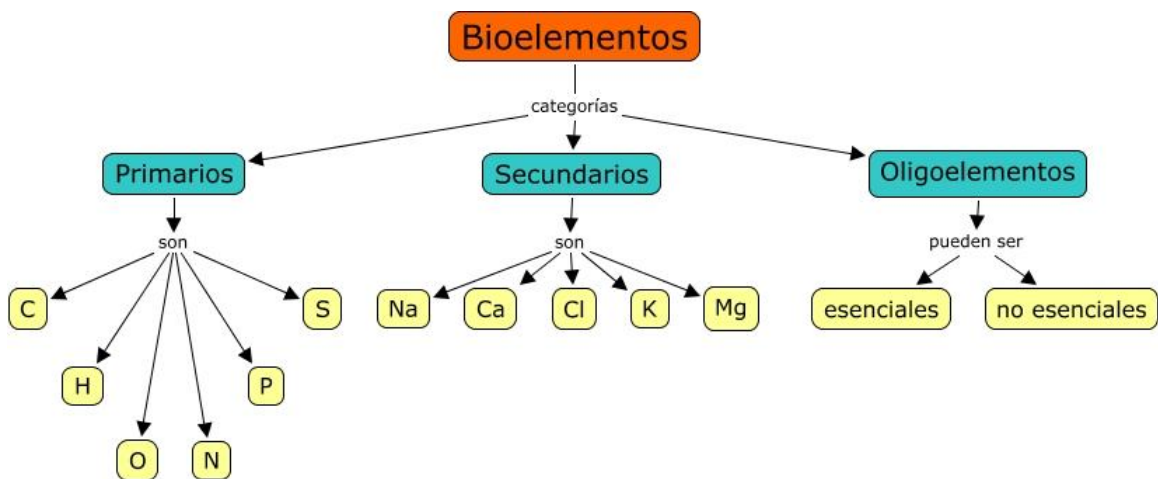 Bioelementos
categorías
Primarios
Secundarios
Oligoelementos
son
son
pueden ser
C
S
Na
Ca
Cl
K
Mg
esenciales
no esenciales
H
P
O
N